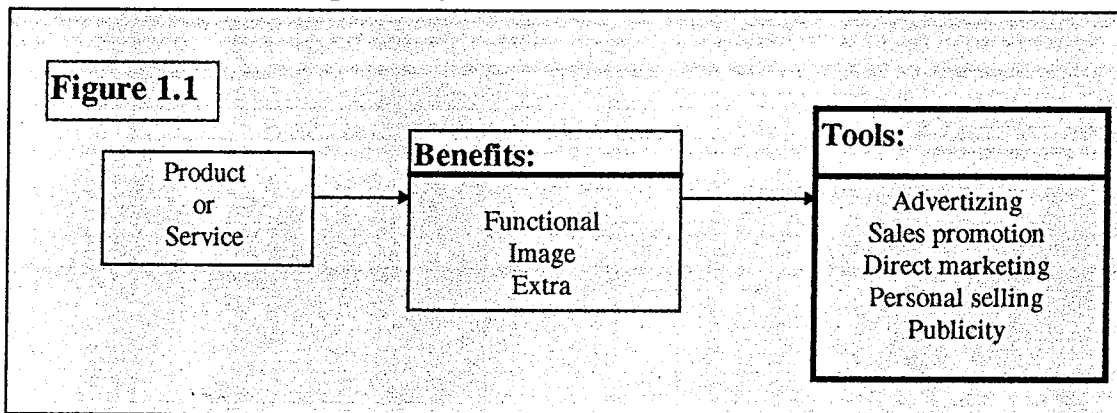 Figure 1.1
Product
or
Service
Benefits:
Functional
Image
Extra
Tools:
Advertizing
Sales promotion
Direct marketing
Personal selling
Publicity